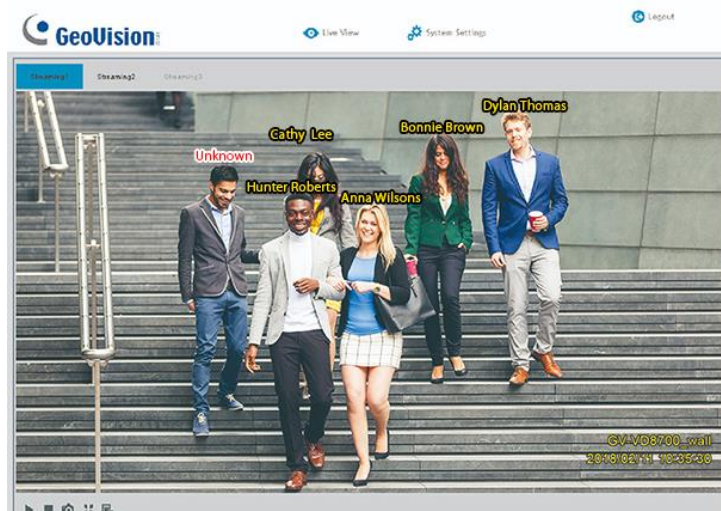 GeoVision
Live View
System Settings
Logout
Streaming1
Streaming2
Streaming3
Dylan Thomas
Bonnie Brown
Cathy Lee
Unknown
Hunter Roberts
Anna Wilsons
GV-VD8700_wall
2018/02/11 10:35:30